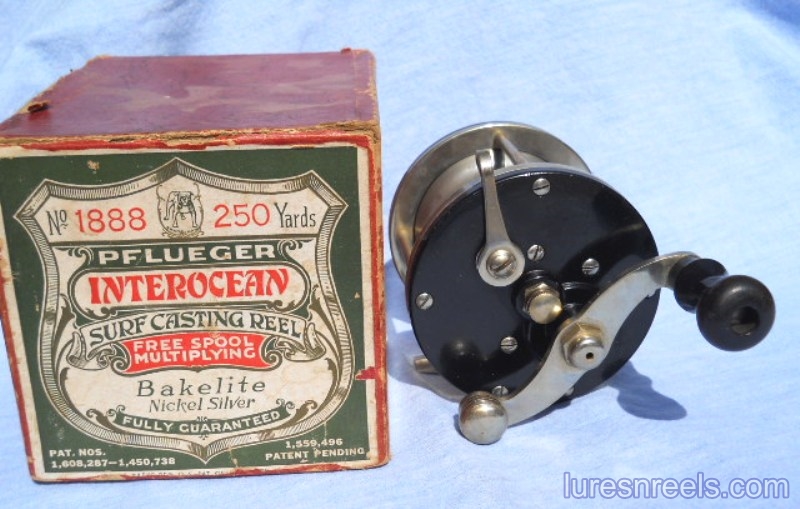 No 1888 250 Yards
PFLUEGER
INTEROCEAN
SURF CASTING REEL
FREE SPOOL
MULTIPLYING
Bakelite
Nickel Silver
FULLY GUARANTEED
PAT. NOS.
1,608,287-1,450,738
1,559,496
PATENT PENDING
luresnreels.com